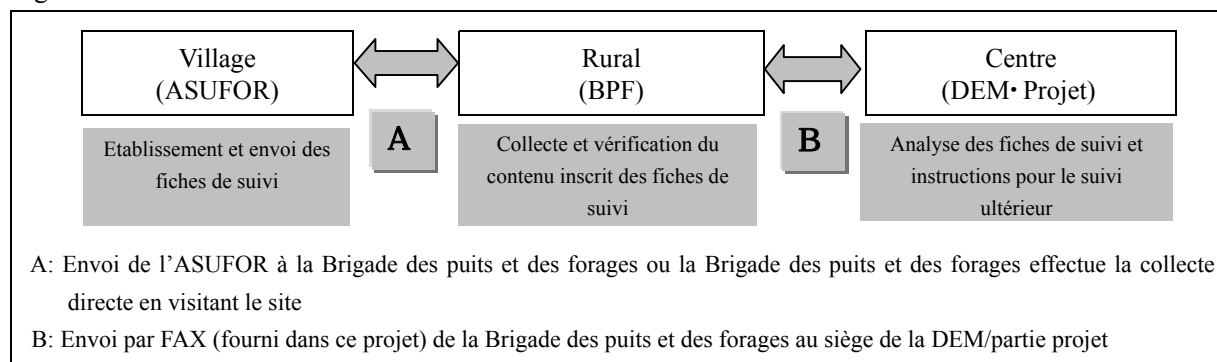 Village
(ASUFOR)
Rural
(BPF)
Centre
(DEM• Projet)
A
B
Etablissement et envoi des
fiches de suivi
Collecte et vérification du
contenu inscrit des fiches de
suivi
Analyse des fiches de suivi et
instructions pour le suivi
ultérieur
A: Envoi de l’ASUFOR à la Brigade des puits et des forages ou la Brigade des puits et des forages effectue la collecte
directe en visitant le site
B: Envoi par FAX (fourni dans ce projet) de la Brigade des puits et des forages au siège de la DEM/partie projet